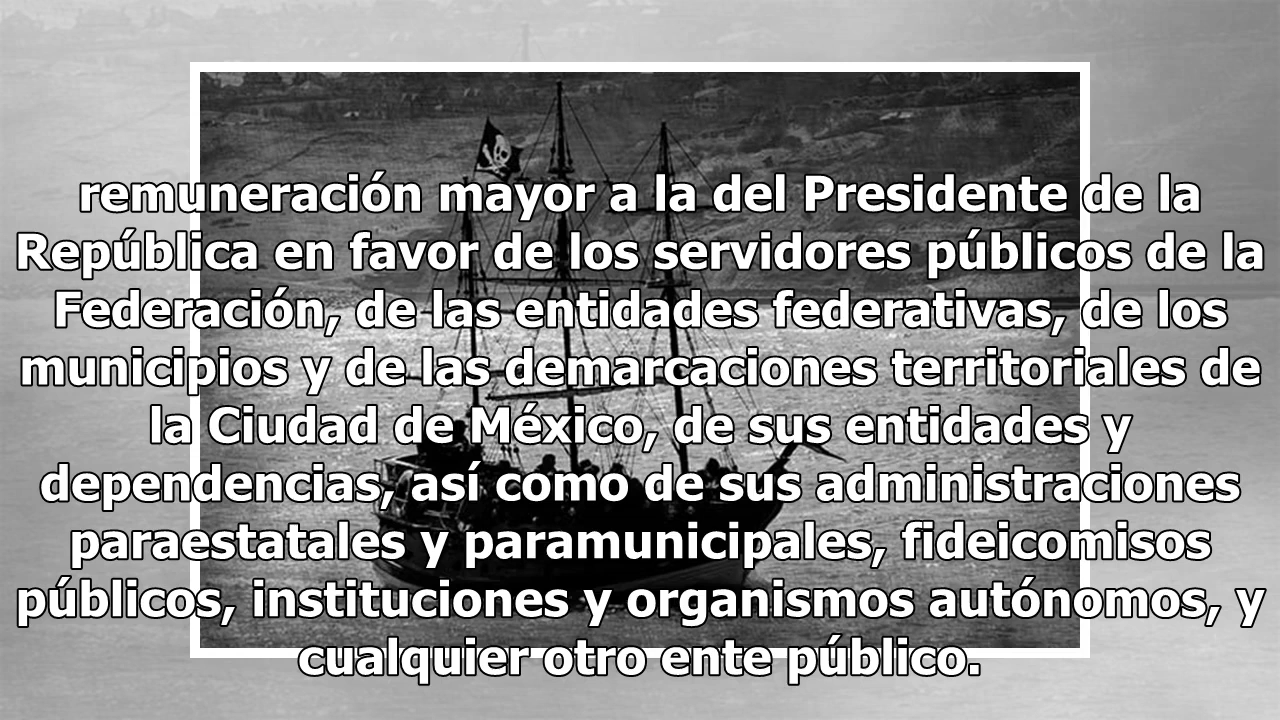 remuneración mayor a la del Presidente de la
República en favor de los servidores públicos de la
Federación, de las entidades federativas, de los
municipios y de las demarcaciones territoriales de
la Ciudad de México, de sus entidades y
dependencias, así como de sus administraciones
paraestatales y paramunicipales, fideicomisos
públicos, instituciones y organismos autónomos, y
cualquier otro ente público.